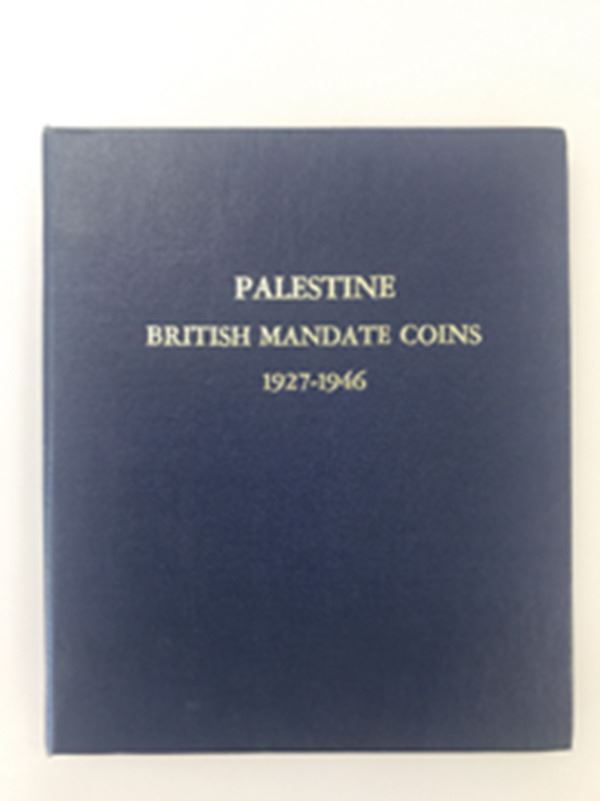 PALESTINE
BRITISH MANDATE COINS
1927-1946